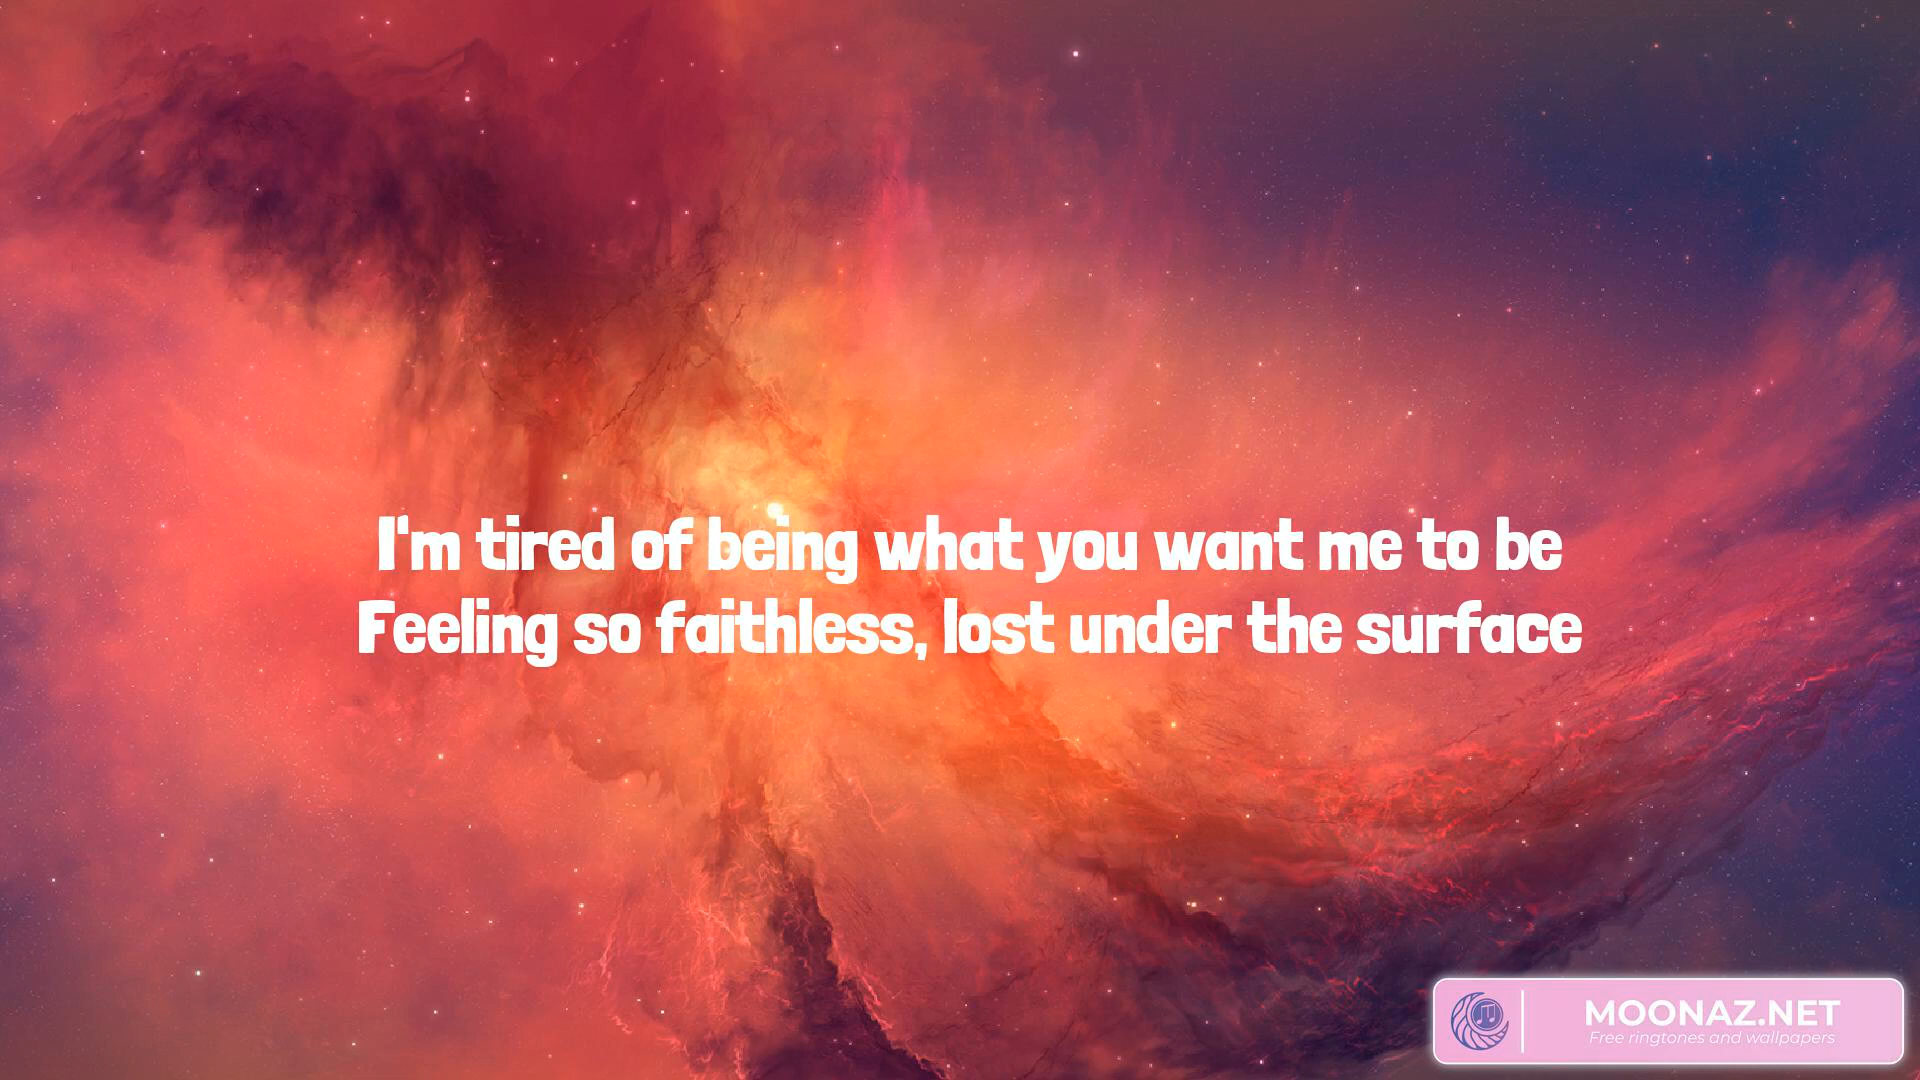 I'm tired of being what you want me to be
Feeling so faithless, lost under the surface
MOONAZ.NET
Free ringtones and wallpapers